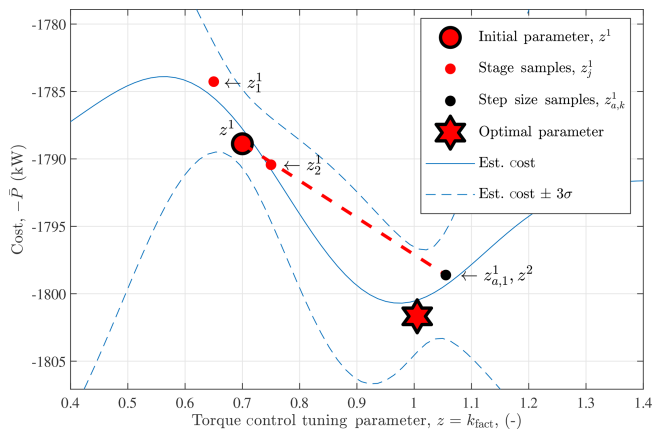 -1780
-1785
-1790
-1795
-1800
-1805
Cost, −P̄ (kW)
0.4 0.5 0.6 0.7 0.8 0.9 1 1.1 1.2 1.3 1.4
Torque control tuning parameter, z = k_fact, (-)
← z_1^1
z^1
← z_2^1
← z_{a,1}^1, z^2
Initial parameter, z^1
Stage samples, z_j^1
Step size samples, z_{a,k}^1
Optimal parameter
Est. cost
Est. cost ± 3σ